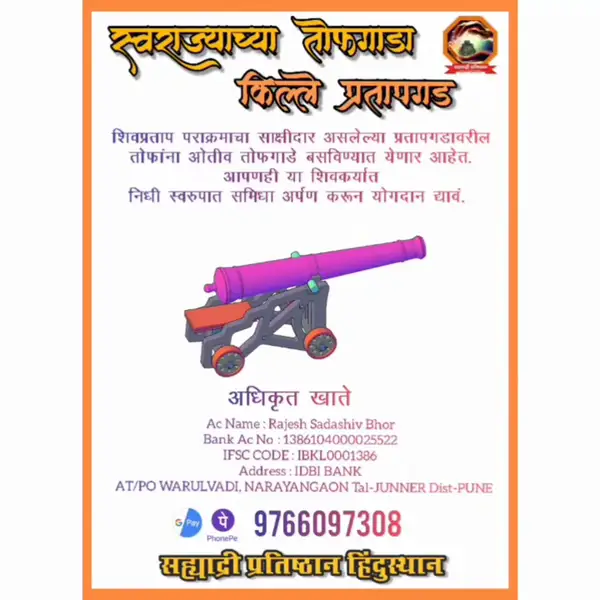 स्वराज्याच्या तोफगाडा
किल्ले प्रतापगड
शिवप्रताप पराक्रमाचा साक्षीदार असलेल्या प्रतापगडावरील
तोफांना ओतीव तोफगाडे बसविण्यात येणार आहेत.
आपणही या शिवकर्यात
निधी स्वरुपात समिधा अर्पण करून योगदान द्यावं.
अधिकृत खाते
Ac Name : Rajesh Sadashiv Bhor
Bank Ac No : 1386104000025522
IFSC CODE : IBKL0001386
Address : IDBI BANK
AT/PO WARULVADI, NARAYANGAON Tal-JUNNER Dist-PUNE
G Pay पे PhonePe 9766097308
सह्याद्री प्रतिष्ठान हिंदुस्थान